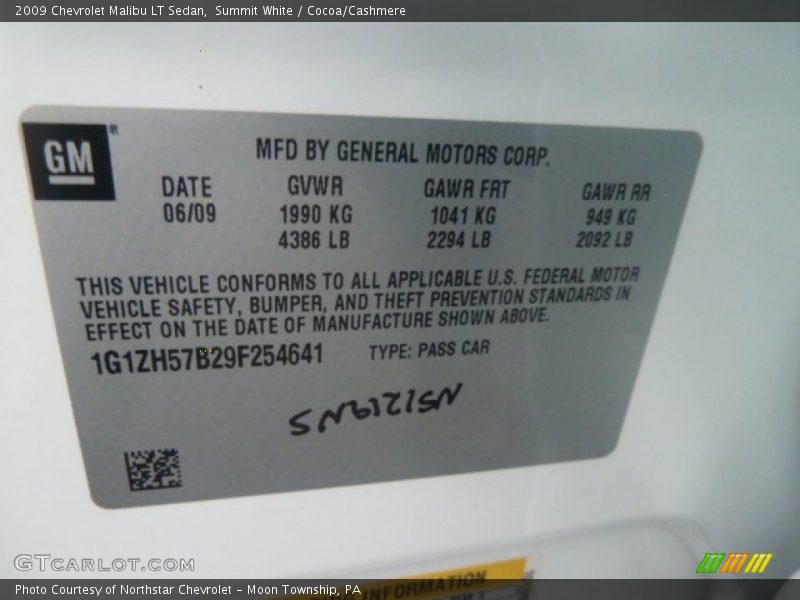 2009 Chevrolet Malibu LT Sedan, Summit White / Cocoa/Cashmere
GM
MFD BY GENERAL MOTORS CORP.
DATE GVWR GAWR FRT GAWR RR
06/09 1990 KG 1041 KG 949 KG
4386 LB 2294 LB 2092 LB
THIS VEHICLE CONFORMS TO ALL APPLICABLE U.S. FEDERAL MOTOR
VEHICLE SAFETY, BUMPER, AND THEFT PREVENTION STANDARDS IN
EFFECT ON THE DATE OF MANUFACTURE SHOWN ABOVE.
1G1ZH57B29F254641 TYPE: PASS CAR
GTCARLOT.COM
INFORMATION
Photo Courtesy of Northstar Chevrolet - Moon Township, PA